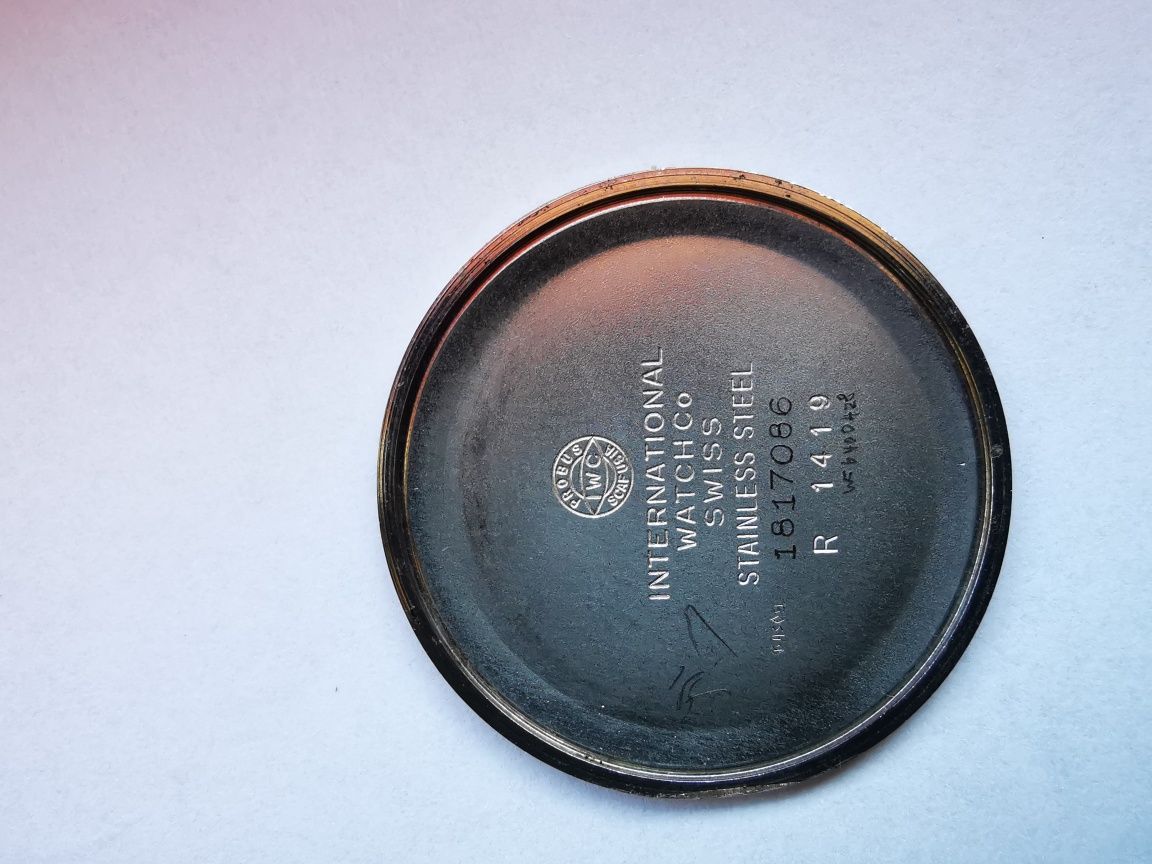 PROBUS
IWC
SCAFUSIA
INTERNATIONAL
WATCH Co
SWISS
STAINLESS STEEL
1817086
R 1419